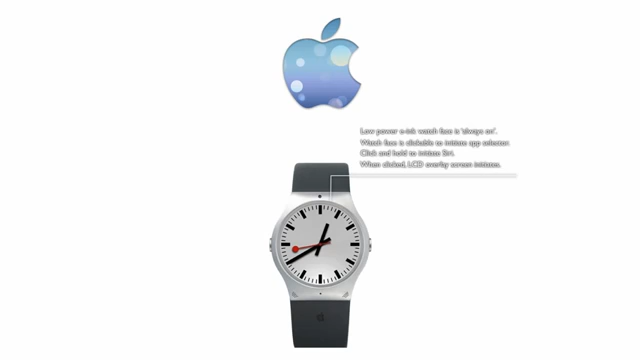 Low power e-ink watch face is 'always on'.
Watch face is clickable to initiate app selector.
Click and hold to initiate Siri.
When clicked, LCD overlay screen initiates.